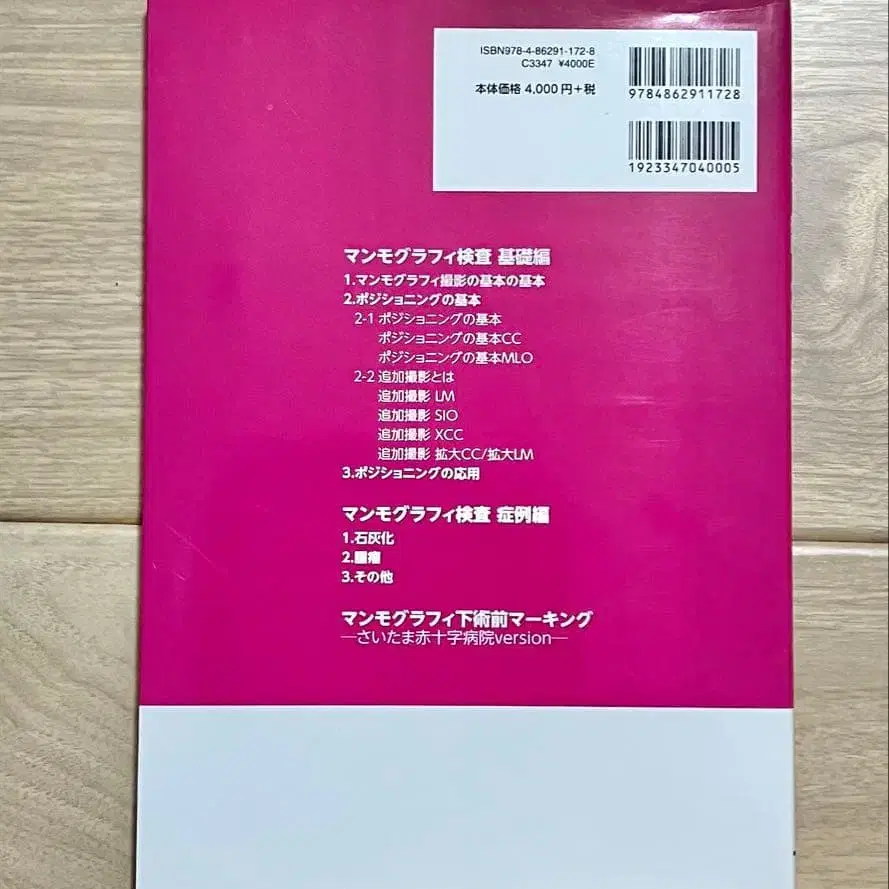 ISBN978-4-86291-172-8
C3347 ¥4000E
本体価格 4,000円+税
9784862911728
1923347040005
マンモグラフィ検査 基礎編
1.マンモグラフィ撮影の基本の基本
2.ポジショニングの基本
2-1 ポジショニングの基本
ポジショニングの基本CC
ポジショニングの基本MLO
2-2 追加撮影とは
追加撮影 LM
追加撮影 SIO
追加撮影 XCC
追加撮影 拡大CC/拡大LM
3.ポジショニングの応用
マンモグラフィ検査 症例編
1.石灰化
2.腫瘤
3.その他
マンモグラフィ下術前マーキング
―さいたま赤十字病院version―